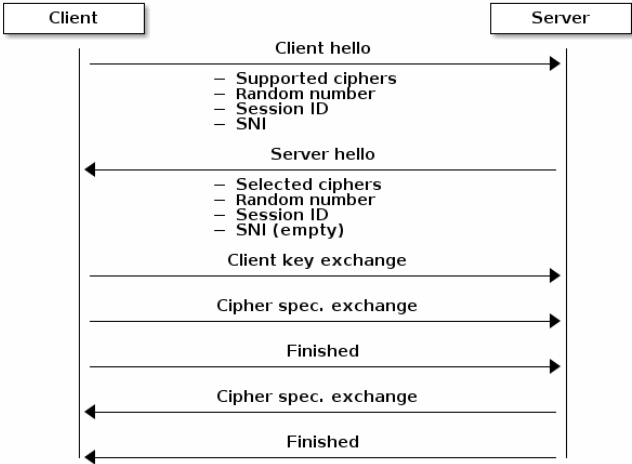 Client
Server
Client hello
– Supported ciphers
– Random number
– Session ID
– SNI
Server hello
– Selected ciphers
– Random number
– Session ID
– SNI (empty)
Client key exchange
Cipher spec. exchange
Finished
Cipher spec. exchange
Finished